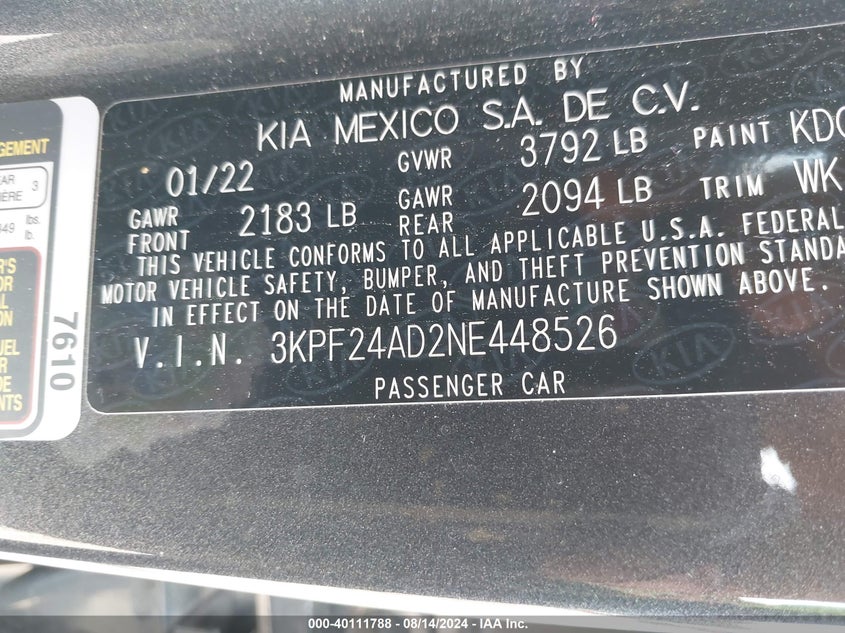 MANUFACTURED BY
KIA MEXICO S.A. DE C.V.
01/22 GVWR 3792 LB PAINT
GAWR FRONT 2183 LB GAWR REAR 2094 LB TRIM WK
THIS VEHICLE CONFORMS TO ALL APPLICABLE U.S.A. FEDERAL
MOTOR VEHICLE SAFETY, BUMPER, AND THEFT PREVENTION STANDA
IN EFFECT ON THE DATE OF MANUFACTURE SHOWN ABOVE.
V.I.N. 3KPF24AD2NE448526
PASSENGER CAR
7610
000-40111788 - 08/14/2024 - IAA Inc.